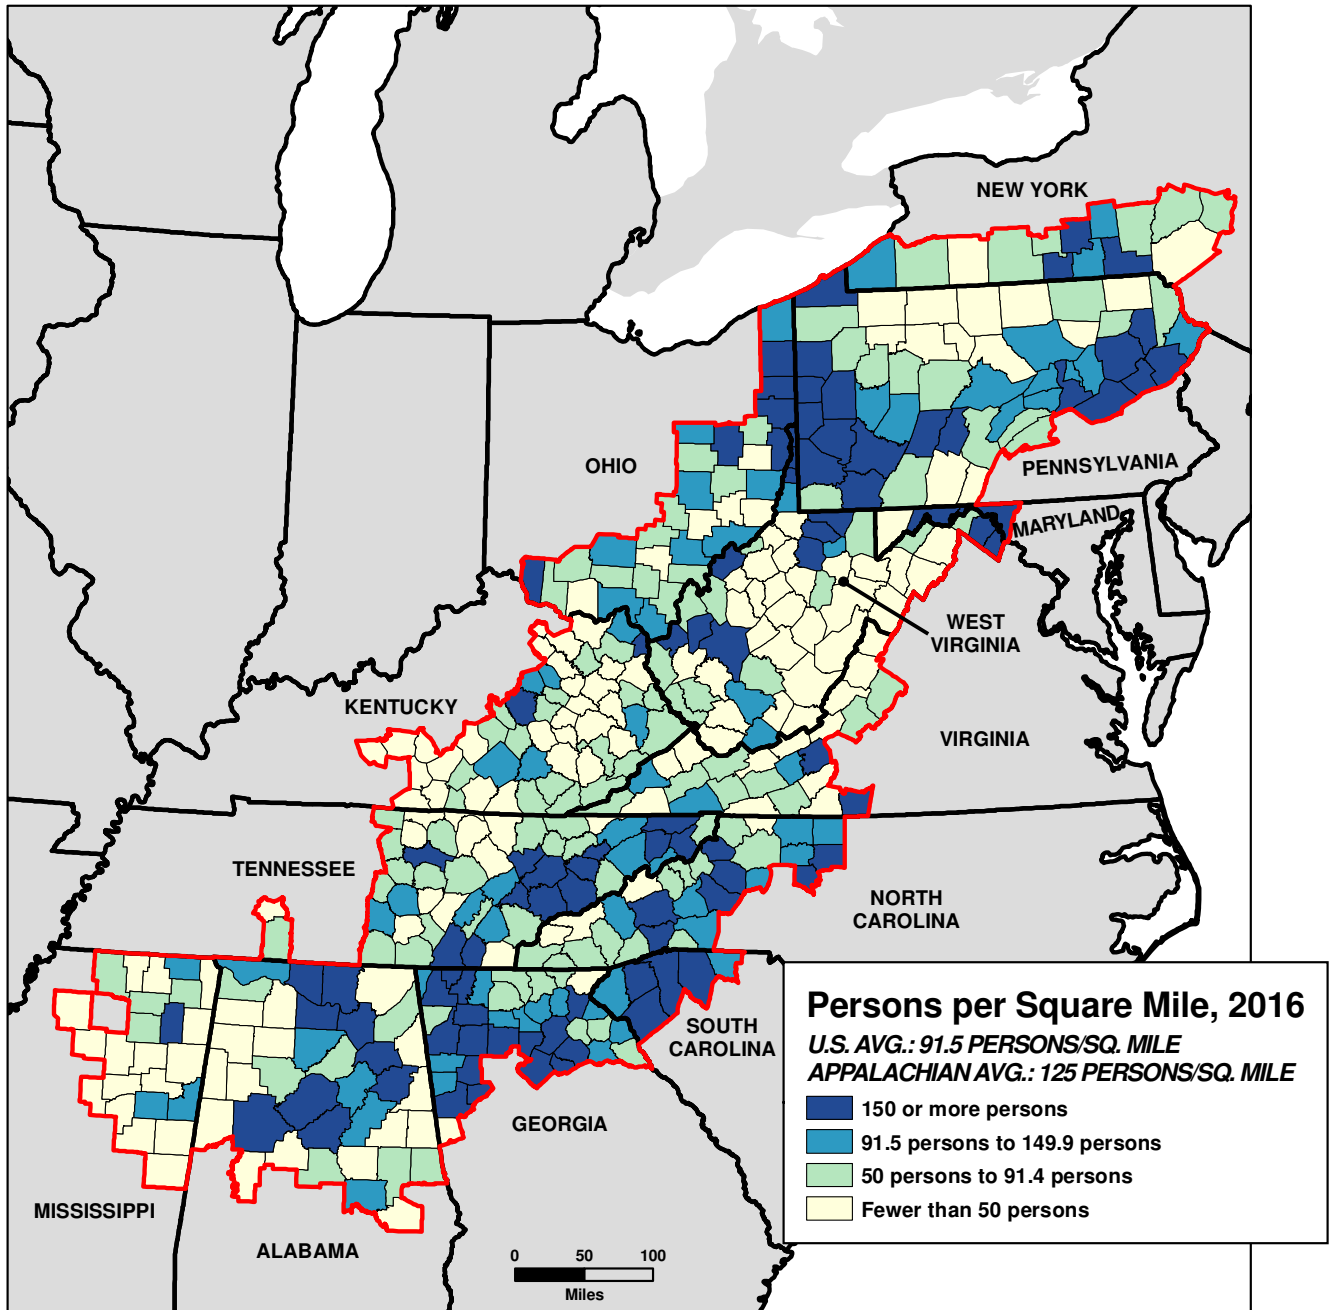 NEW YORK
OHIO
PENNSYLVANIA
MARYLAND
WEST
VIRGINIA
KENTUCKY
VIRGINIA
TENNESSEE
NORTH
CAROLINA
SOUTH
CAROLINA
GEORGIA
MISSISSIPPI
ALABAMA
Persons per Square Mile, 2016
U.S. AVG.: 91.5 PERSONS/SQ. MILE
APPALACHIAN AVG.: 125 PERSONS/SQ. MILE
150 or more persons
91.5 persons to 149.9 persons
50 persons to 91.4 persons
Fewer than 50 persons
0 50 100
Miles